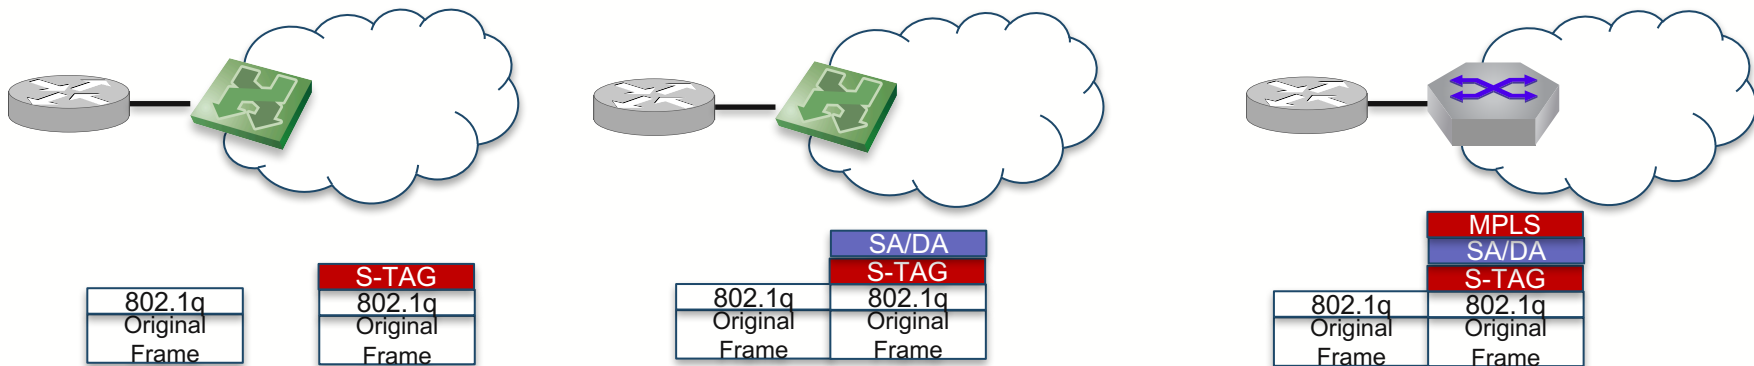 802.1q
Original
Frame
S-TAG
802.1q
Original
Frame
802.1q
Original
Frame
SA/DA
S-TAG
802.1q
Original
Frame
802.1q
Original
Frame
MPLS
SA/DA
S-TAG
802.1q
Original
Frame